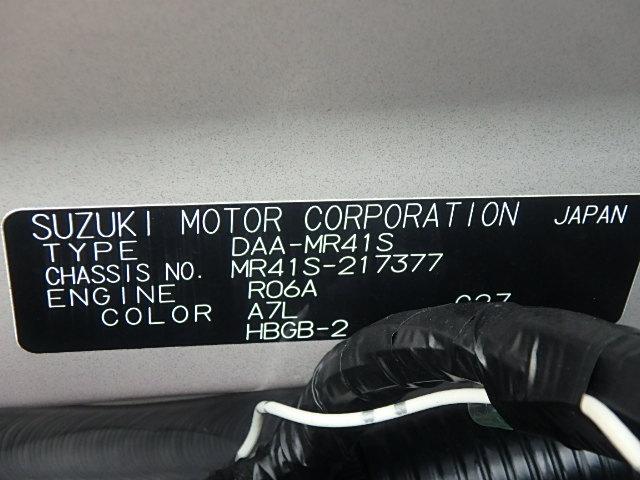 SUZUKI MOTOR CORPORATION JAPAN
TYPE DAA-MR41S
CHASSIS NO. MR41S-217377
ENGINE R06A
COLOR A7L
HBGB-2